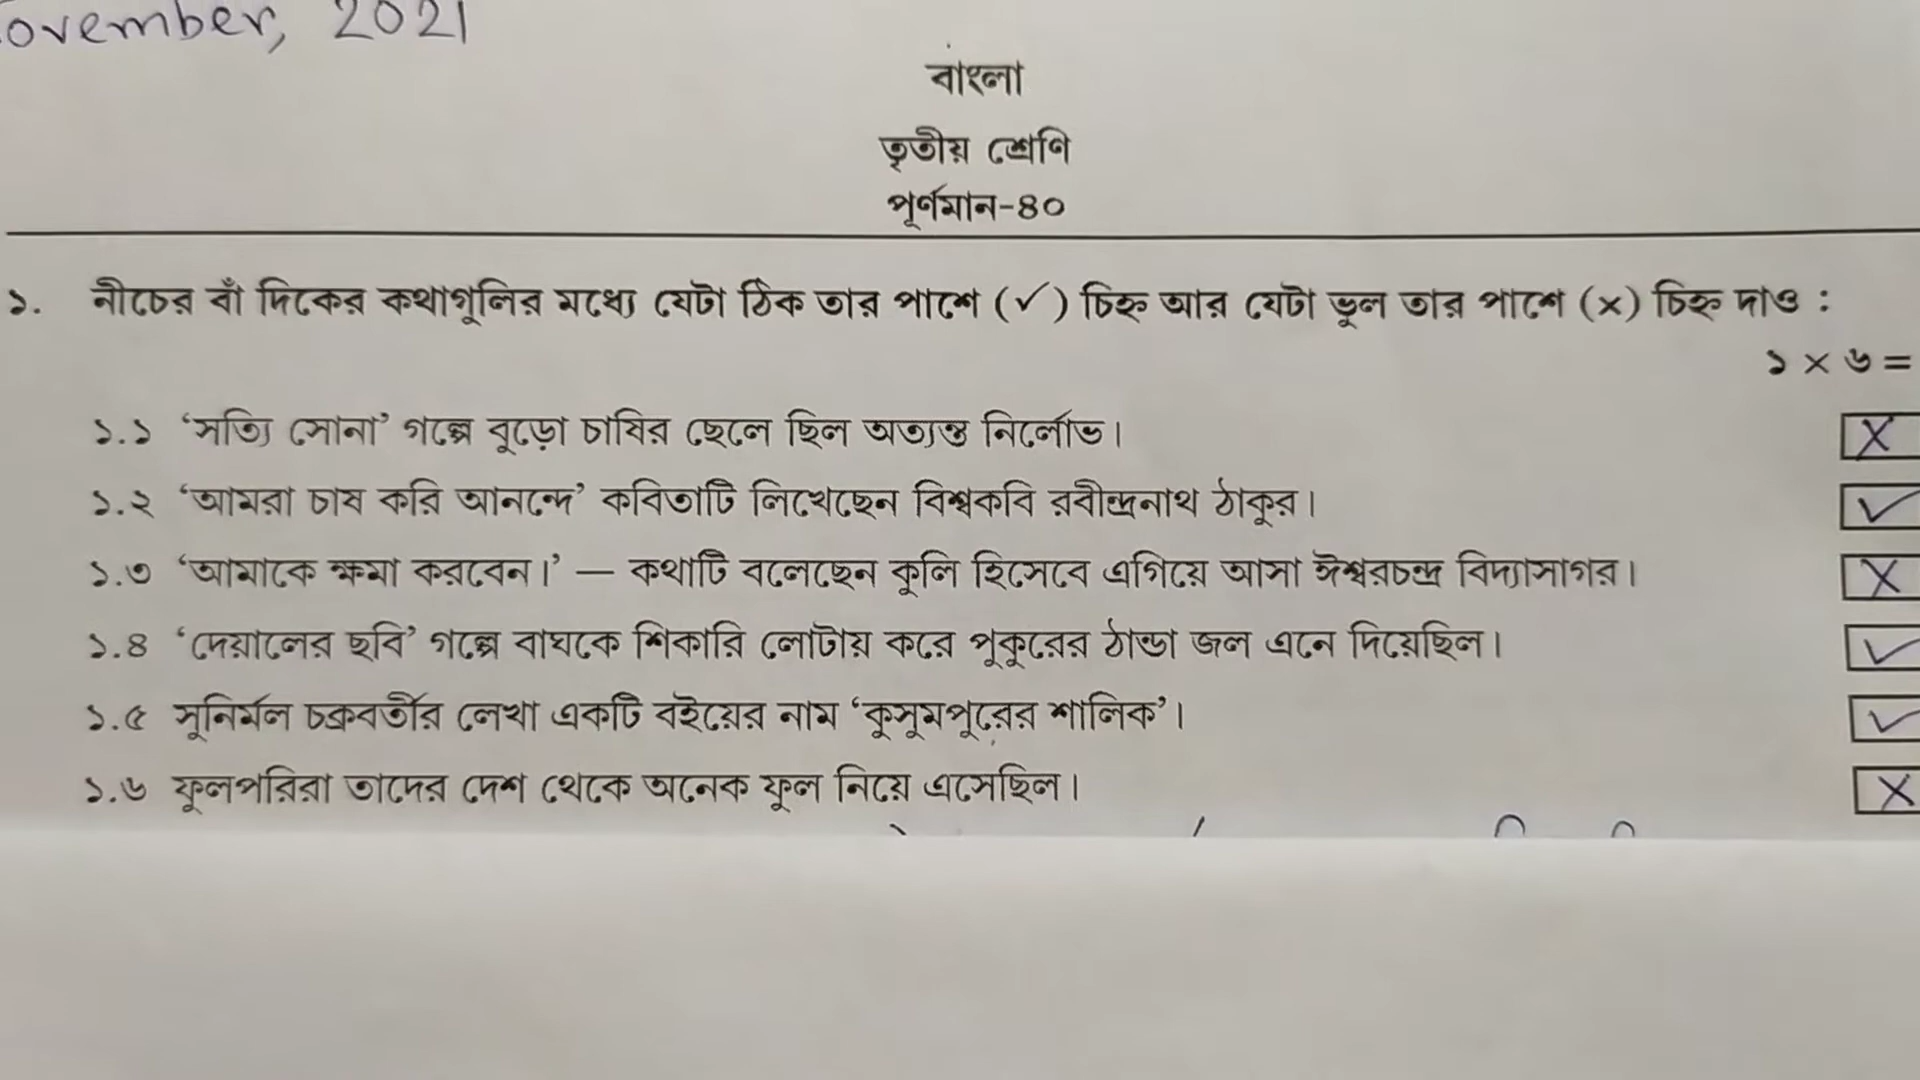 ovember, 2021
বাংলা
তৃতীয় শ্রেণি
পূর্ণমান-৪০
১. নীচের বাঁ দিকের কথাগুলির মধ্যে যেটা ঠিক তার পাশে (✓) চিহ্ন আর যেটা ভুল তার পাশে (×) চিহ্ন দাও :
১ × ৬ =
১.১ ‘সত্যি সোনা’ গল্পে বুড়ো চাষির ছেলে ছিল অত্যন্ত নির্লোভ। ×
১.২ ‘আমরা চাষ করি আনন্দে’ কবিতাটি লিখেছেন বিশ্বকবি রবীন্দ্রনাথ ঠাকুর। ✓
১.৩ ‘আমাকে ক্ষমা করবেন।’ — কথাটি বলেছেন কুলি হিসেবে এগিয়ে আসা ঈশ্বরচন্দ্র বিদ্যাসাগর। ×
১.৪ ‘দেয়ালের ছবি’ গল্পে বাঘকে শিকারি লোটায় করে পুকুরের ঠান্ডা জল এনে দিয়েছিল। ✓
১.৫ সুনির্মল চক্রবর্তীর লেখা একটি বইয়ের নাম ‘কুসুমপুরের শালিক’। ✓
১.৬ ফুলপরিরা তাদের দেশ থেকে অনেক ফুল নিয়ে এসেছিল। ×